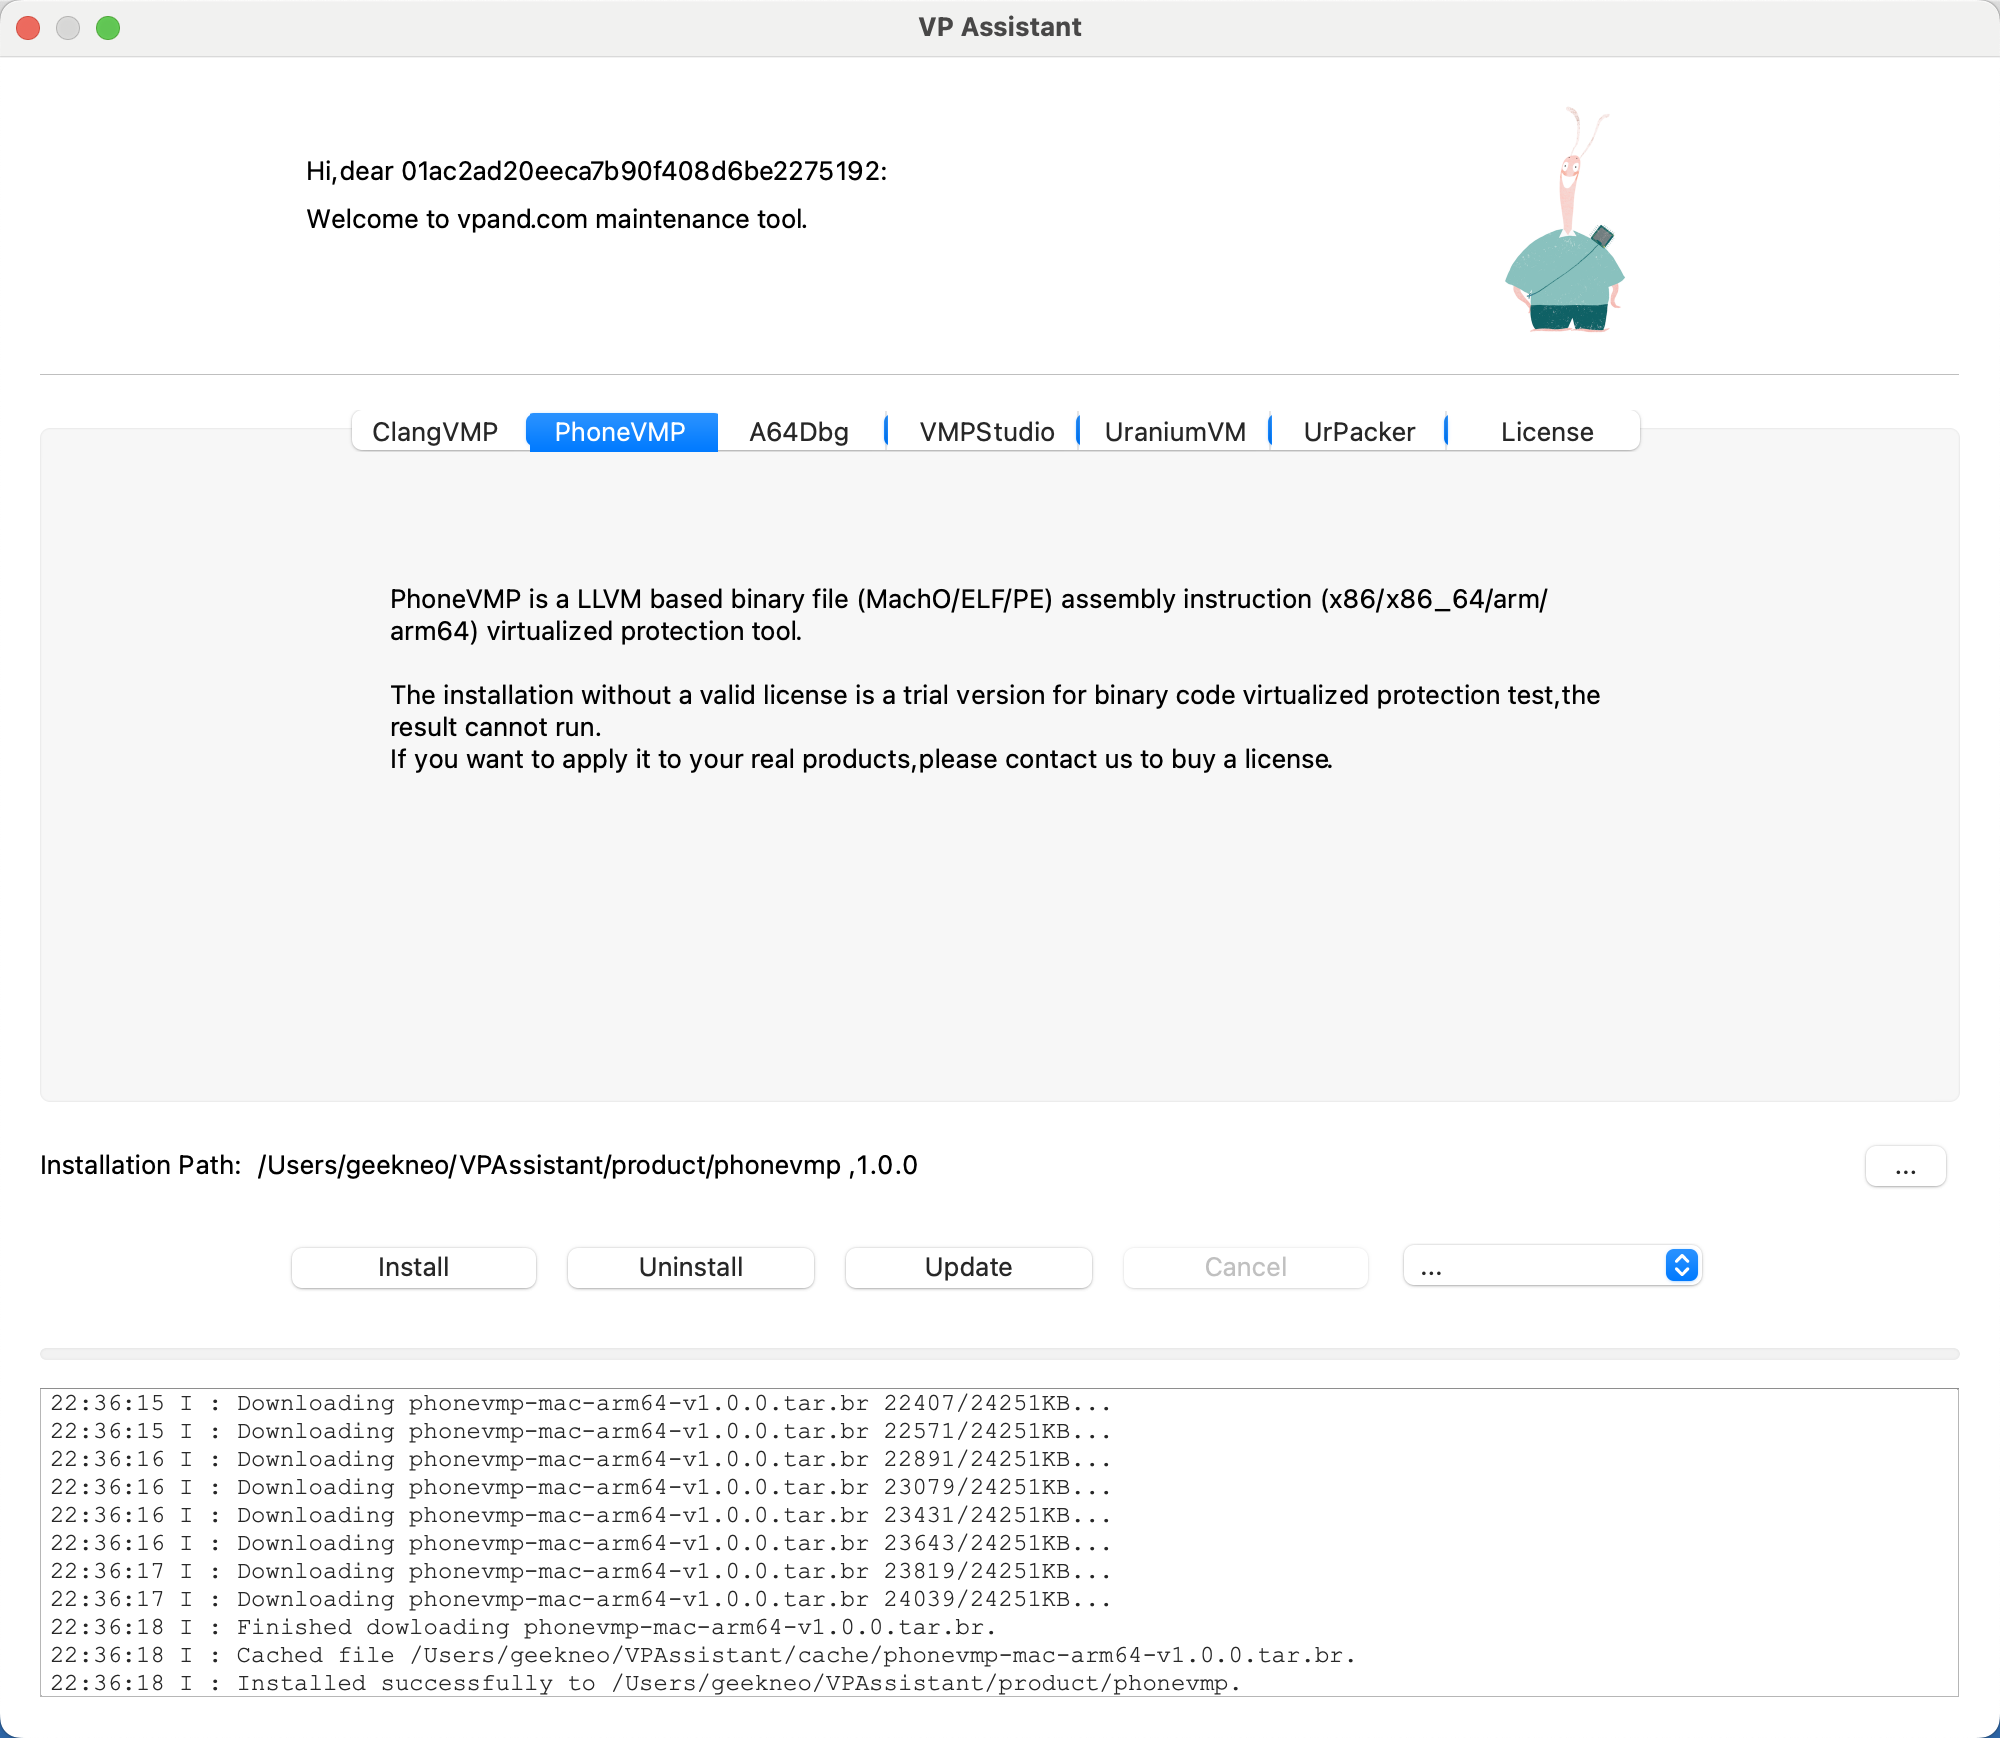 VP Assistant
Hi,dear 01ac2ad20eeca7b90f408d6be2275192:
Welcome to vpand.com maintenance tool.
ClangVMP PhoneVMP A64Dbg VMPStudio UraniumVM UrPacker License
PhoneVMP is a LLVM based binary file (MachO/ELF/PE) assembly instruction (x86/x86_64/arm/
arm64) virtualized protection tool.
The installation without a valid license is a trial version for binary code virtualized protection test,the
result cannot run.
If you want to apply it to your real products,please contact us to buy a license.
Installation Path: /Users/geekneo/VPAssistant/product/phonevmp ,1.0.0 ...
Install Uninstall Update Cancel ...
22:36:15 I : Downloading phonevmp-mac-arm64-v1.0.0.tar.br 22407/24251KB...
22:36:15 I : Downloading phonevmp-mac-arm64-v1.0.0.tar.br 22571/24251KB...
22:36:16 I : Downloading phonevmp-mac-arm64-v1.0.0.tar.br 22891/24251KB...
22:36:16 I : Downloading phonevmp-mac-arm64-v1.0.0.tar.br 23079/24251KB...
22:36:16 I : Downloading phonevmp-mac-arm64-v1.0.0.tar.br 23431/24251KB...
22:36:16 I : Downloading phonevmp-mac-arm64-v1.0.0.tar.br 23643/24251KB...
22:36:17 I : Downloading phonevmp-mac-arm64-v1.0.0.tar.br 23819/24251KB...
22:36:17 I : Downloading phonevmp-mac-arm64-v1.0.0.tar.br 24039/24251KB...
22:36:18 I : Finished dowloading phonevmp-mac-arm64-v1.0.0.tar.br.
22:36:18 I : Cached file /Users/geekneo/VPAssistant/cache/phonevmp-mac-arm64-v1.0.0.tar.br.
22:36:18 I : Installed successfully to /Users/geekneo/VPAssistant/product/phonevmp.